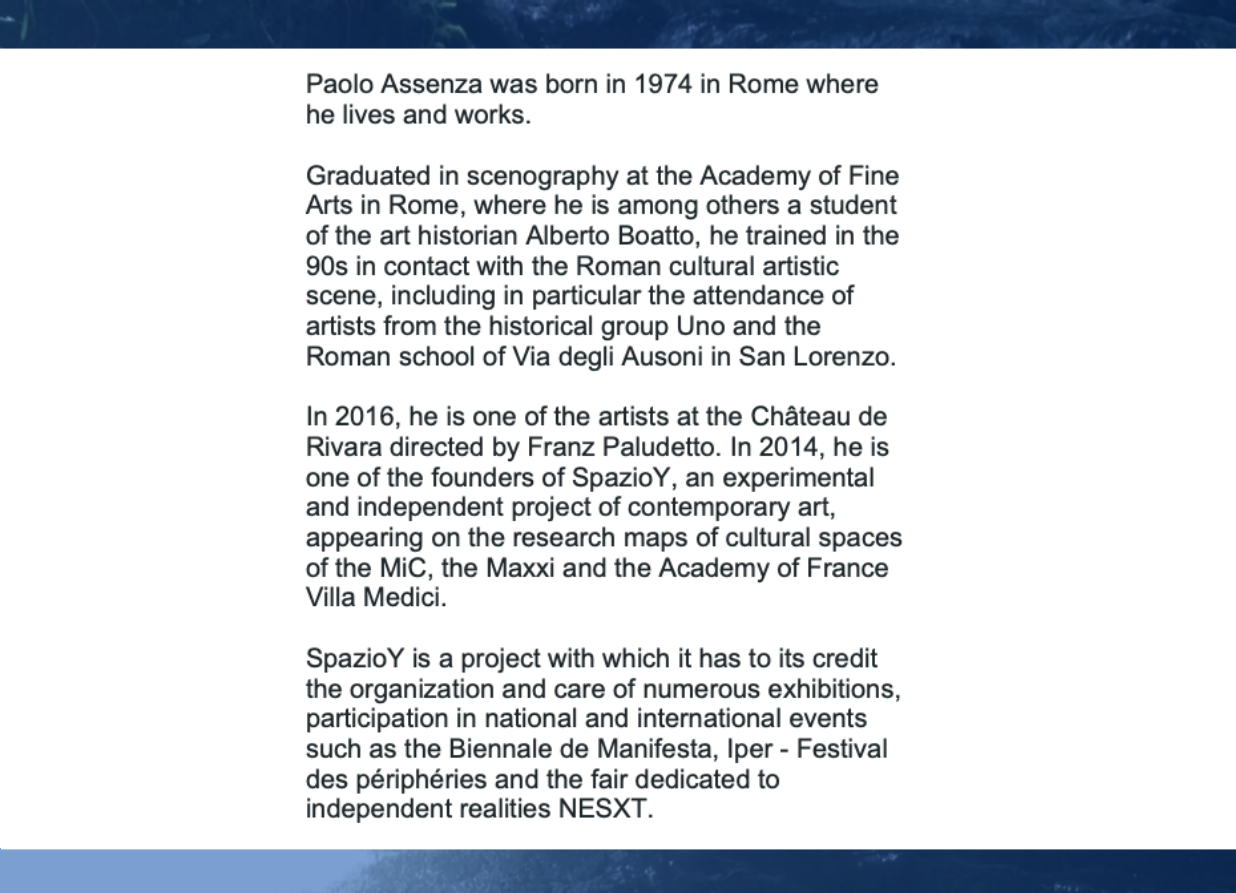 Paolo Assenza was born in 1974 in Rome where
he lives and works.
Graduated in scenography at the Academy of Fine
Arts in Rome, where he is among others a student
of the art historian Alberto Boatto, he trained in the
90s in contact with the Roman cultural artistic
scene, including in particular the attendance of
artists from the historical group Uno and the
Roman school of Via degli Ausoni in San Lorenzo.
In 2016, he is one of the artists at the Château de
Rivara directed by Franz Paludetto. In 2014, he is
one of the founders of SpazioY, an experimental
and independent project of contemporary art,
appearing on the research maps of cultural spaces
of the MiC, the Maxxi and the Academy of France
Villa Medici.
SpazioY is a project with which it has to its credit
the organization and care of numerous exhibitions,
participation in national and international events
such as the Biennale de Manifesta, Iper - Festival
des périphéries and the fair dedicated to
independent realities NESXT.